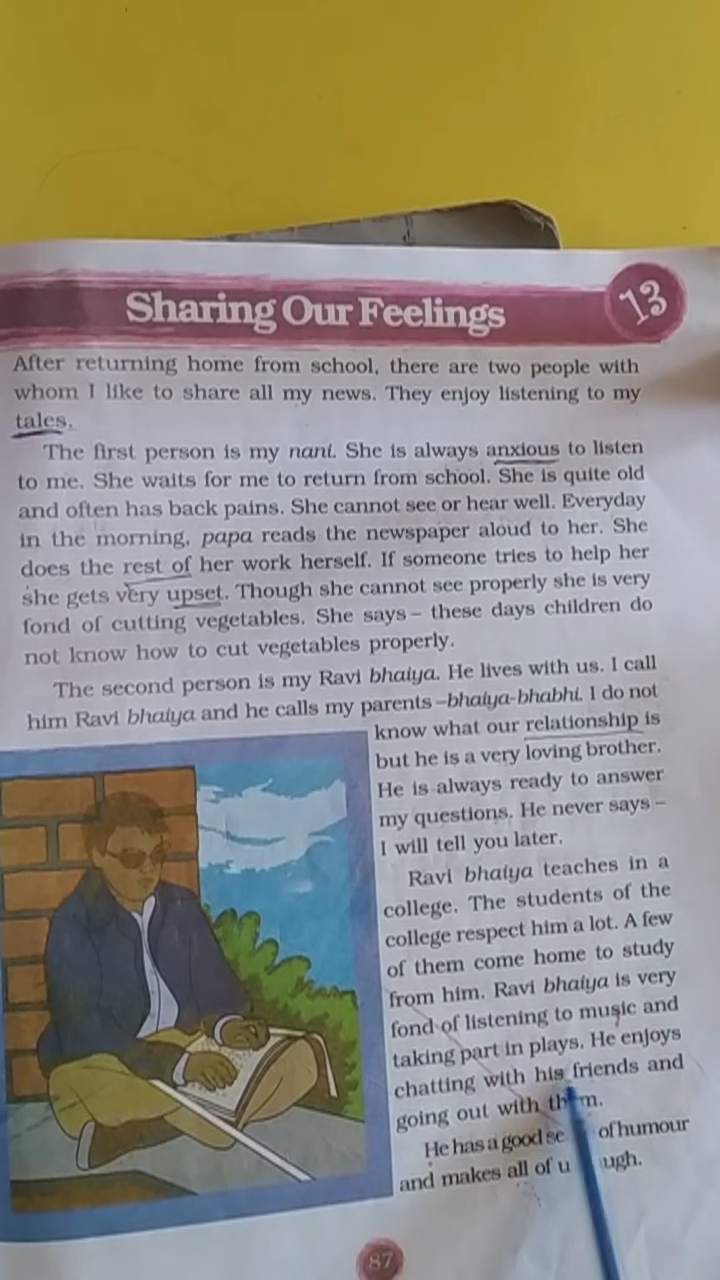 Sharing Our Feelings
13
After returning home from school, there are two people with
whom I like to share all my news. They enjoy listening to my
tales.
The first person is my nani. She is always anxious to listen
to me. She waits for me to return from school. She is quite old
and often has back pains. She cannot see or hear well. Everyday
in the morning, papa reads the newspaper aloud to her. She
does the rest of her work herself. If someone tries to help her
she gets very upset. Though she cannot see properly she is very
fond of cutting vegetables. She says – these days children do
not know how to cut vegetables properly.
The second person is my Ravi bhaiya. He lives with us. I call
him Ravi bhaiya and he calls my parents –bhaiya-bhabhi. I do not
know what our relationship is
but he is a very loving brother.
He is always ready to answer
my questions. He never says –
I will tell you later.
Ravi bhaiya teaches in a
college. The students of the
college respect him a lot. A few
of them come home to study
from him. Ravi bhaiya is very
fond of listening to music and
taking part in plays. He enjoys
chatting with his friends and
going out with them.
He has a good se of humour
and makes all of u ugh.
87